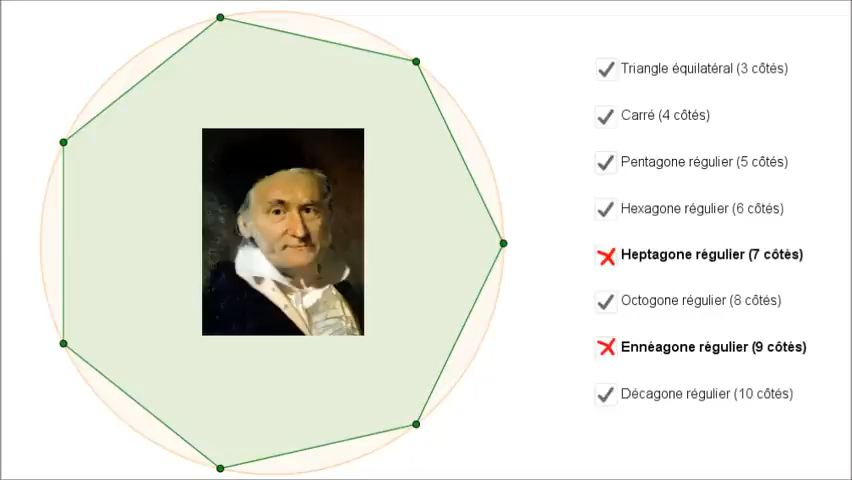 Triangle équilatéral (3 côtés)
Carré (4 côtés)
Pentagone régulier (5 côtés)
Hexagone régulier (6 côtés)
Heptagone régulier (7 côtés)
Octogone régulier (8 côtés)
Ennéagone régulier (9 côtés)
Décagone régulier (10 côtés)